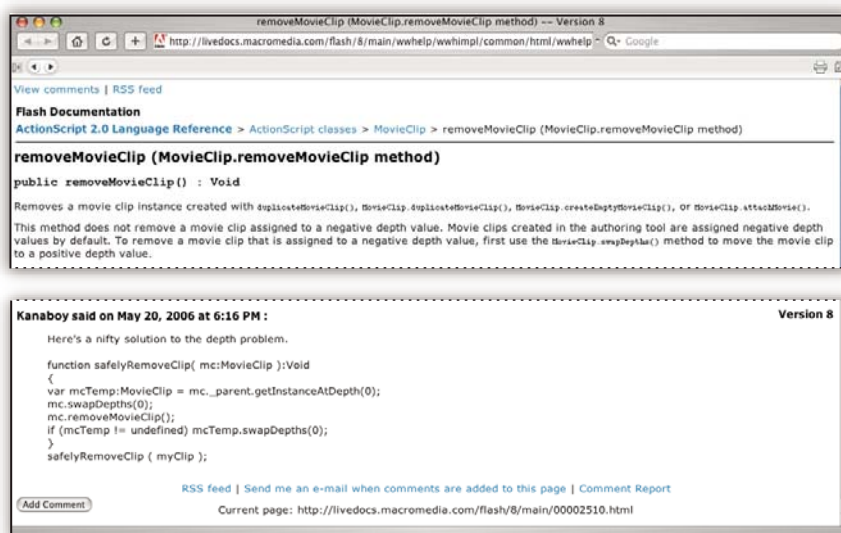 removeMovieClip (MovieClip.removeMovieClip method) -- Version 8
http://livedocs.macromedia.com/flash/8/main/wwhelp/wwhimpl/common/html/wwhelp
Google
View comments | RSS feed
Flash Documentation
ActionScript 2.0 Language Reference > ActionScript classes > MovieClip > removeMovieClip (MovieClip.removeMovieClip method)
removeMovieClip (MovieClip.removeMovieClip method)
public removeMovieClip() : Void
Removes a movie clip instance created with duplicateMovieClip(), MovieClip.duplicateMovieClip(), MovieClip.createEmptyMovieClip(), or MovieClip.attachMovie().
This method does not remove a movie clip assigned to a negative depth value. Movie clips created in the authoring tool are assigned negative depth
values by default. To remove a movie clip that is assigned to a negative depth value, first use the MovieClip.swapDepths() method to move the movie clip
to a positive depth value.
Kanaboy said on May 20, 2006 at 6:16 PM :
Version 8
Here's a nifty solution to the depth problem.
function safelyRemoveClip( mc:MovieClip ):Void
{
var mcTemp:MovieClip = mc._parent.getInstanceAtDepth(0);
mc.swapDepths(0);
mc.removeMovieClip();
if (mcTemp != undefined) mcTemp.swapDepths(0);
}
safelyRemoveClip ( myClip );
RSS feed | Send me an e-mail when comments are added to this page | Comment Report
Add Comment
Current page: http://livedocs.macromedia.com/flash/8/main/00002510.html